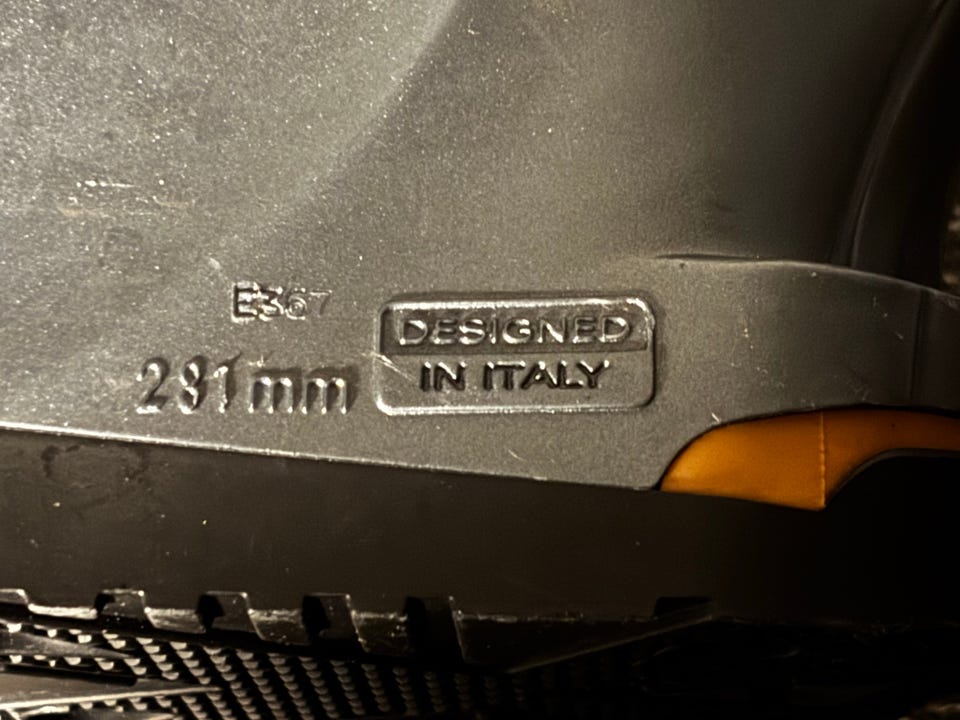 E367
281mm
DESIGNED
IN ITALY